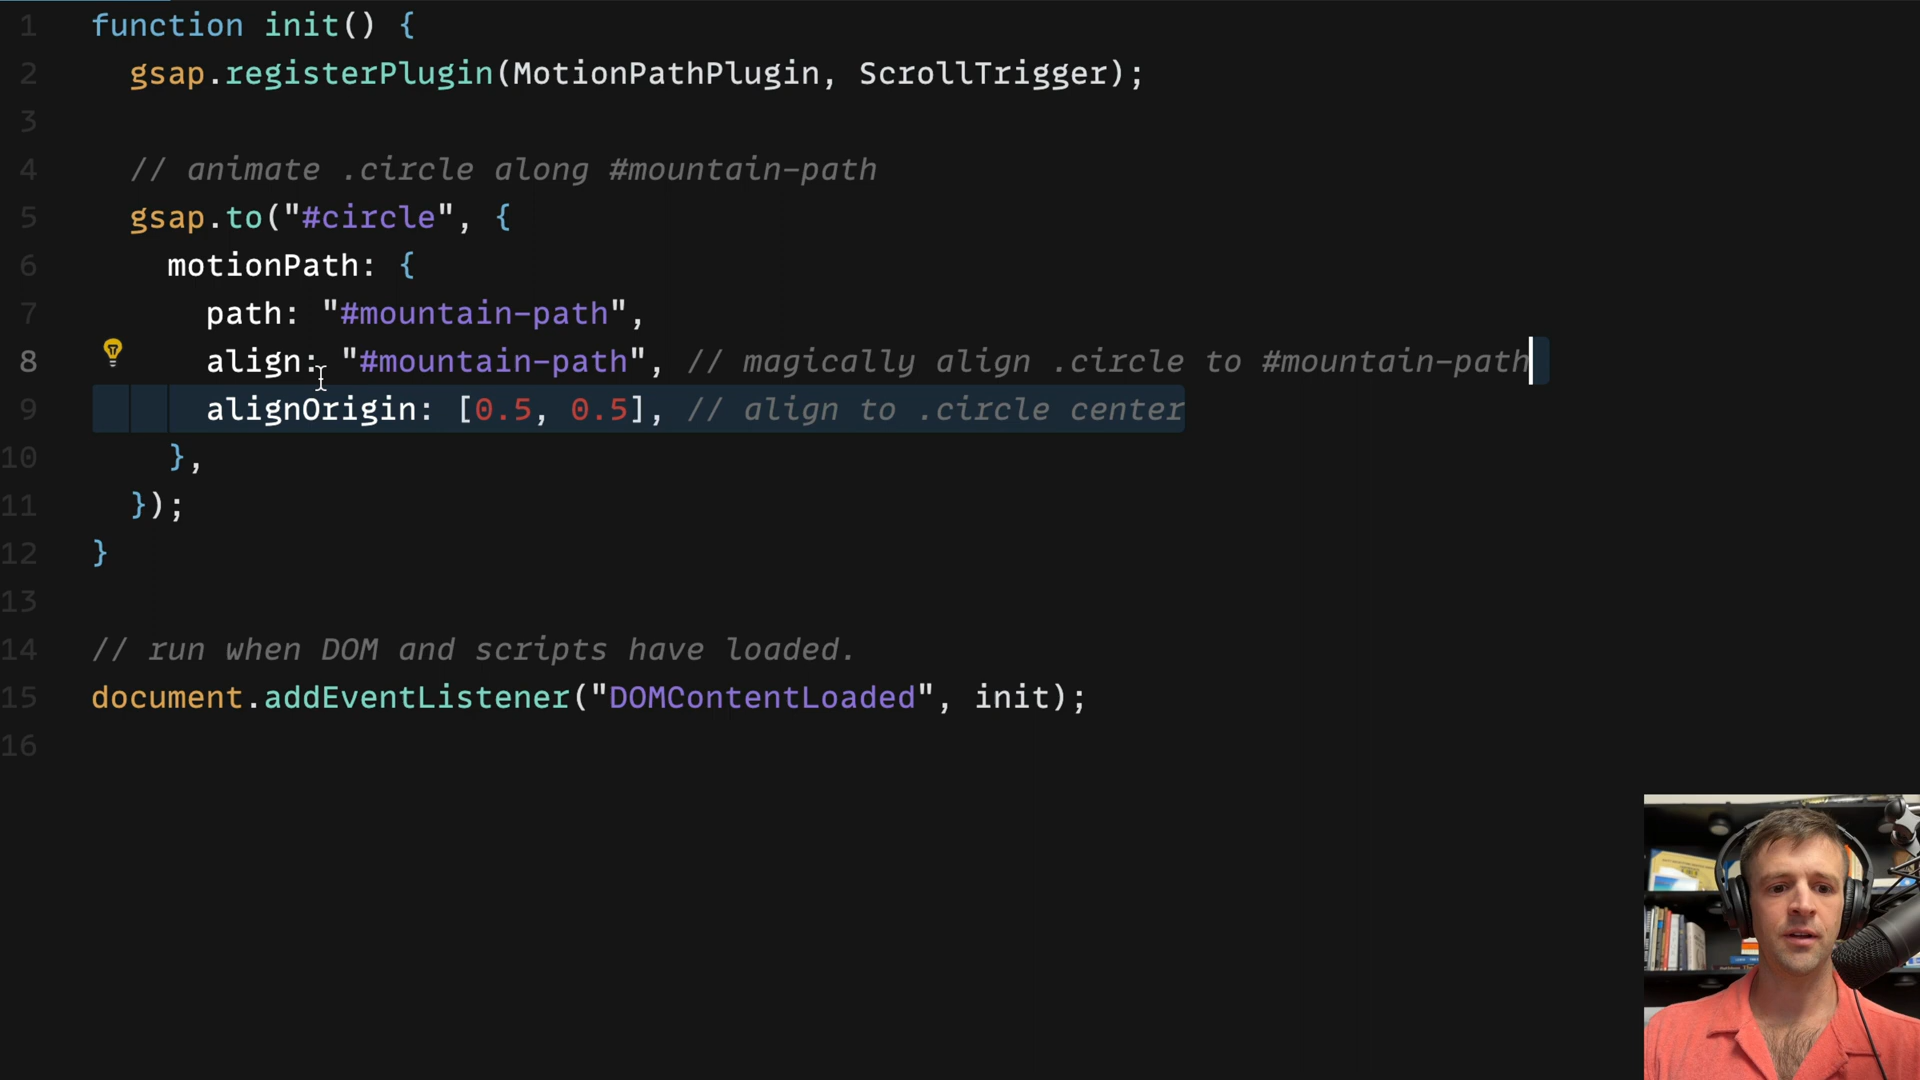 1 function init() {
2 gsap.registerPlugin(MotionPathPlugin, ScrollTrigger);
3
4 // animate .circle along #mountain-path
5 gsap.to("#circle", {
6 motionPath: {
7 path: "#mountain-path",
8 align: "#mountain-path", // magically align .circle to #mountain-path
9 alignOrigin: [0.5, 0.5], // align to .circle center
10 },
11 });
12 }
13
14 // run when DOM and scripts have loaded.
15 document.addEventListener("DOMContentLoaded", init);
16